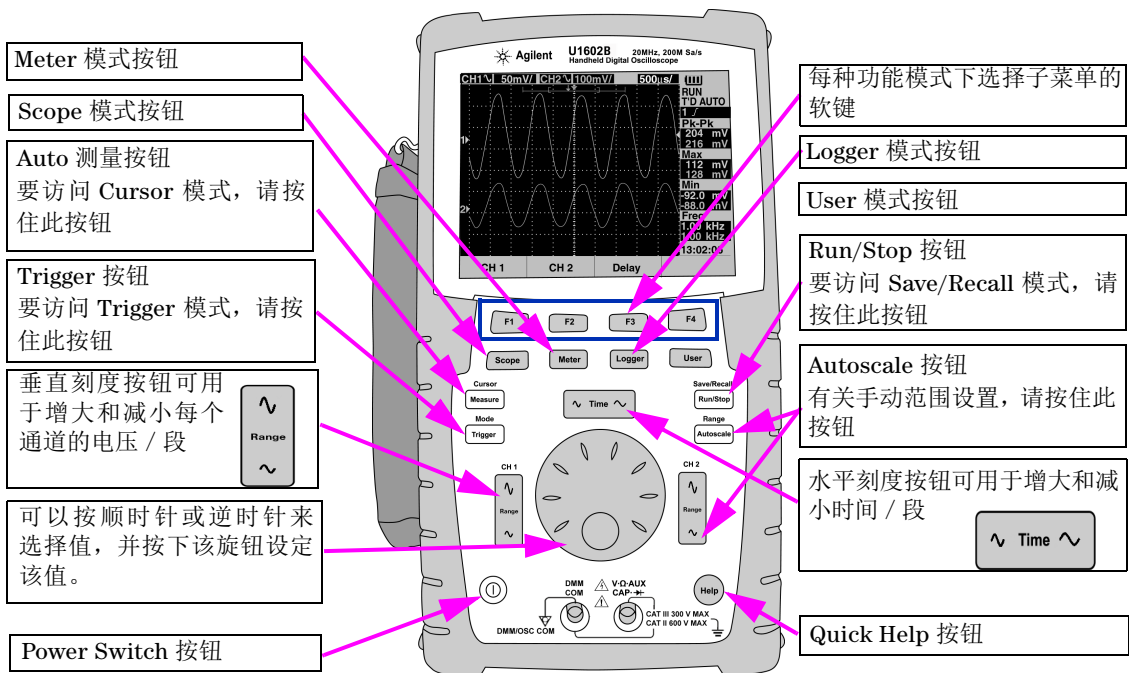 Meter 模式按钮
Scope 模式按钮
Auto 测量按钮
要访问 Cursor 模式，请按
住此按钮
Trigger 按钮
要访问 Trigger 模式，请按
住此按钮
垂直刻度按钮可用
于增大和减小每个
通道的电压 / 段
Range
可以按顺时针或逆时针来
选择值，并按下该旋钮设定
该值。
Power Switch 按钮
Agilent
U1602B 20MHz, 200M Sa/s
Handheld Digital Oscilloscope
CH1 50mV/ CH2 100mV/ 500µs/
RUN
T'D AUTO
1
Pk-Pk
204 mV
216 mV
Max
112 mV
128 mV
Min
-92.0 mV
-88.0 mV
Freq
1.00 kHz
1.00 kHz
13:02:05
1
2
CH 1 CH 2 Delay
F1 F2 F3 F4
Scope Meter Logger User
Cursor
Measure
Mode
Trigger
Time
Save/Recall
Run/Stop
Range
Autoscale
CH 1
Range
CH 2
Range
DMM
COM
V·Ω·AUX
CAP·
Help
CAT III 300 V MAX
CAT II 600 V MAX
DMM/OSC COM
每种功能模式下选择子菜单的
软键
Logger 模式按钮
User 模式按钮
Run/Stop 按钮
要访问 Save/Recall 模式，请
按住此按钮
Autoscale 按钮
有关手动范围设置，请按住此
按钮
水平刻度按钮可用于增大和减
小时间 / 段
Time
Quick Help 按钮